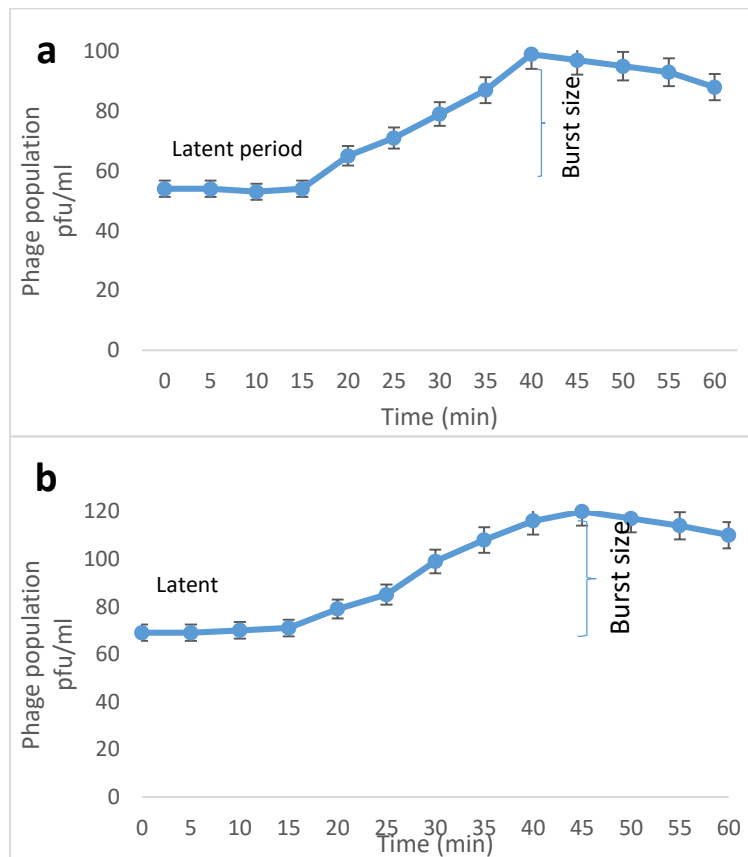 a
100
80
60
40
20
0
Phage population
pfu/ml
Latent period
Burst size
0 5 10 15 20 25 30 35 40 45 50 55 60
Time (min)
b
120
100
80
60
40
20
0
Phage population
pfu/ml
Latent
Burst size
0 5 10 15 20 25 30 35 40 45 50 55 60
Time (min)